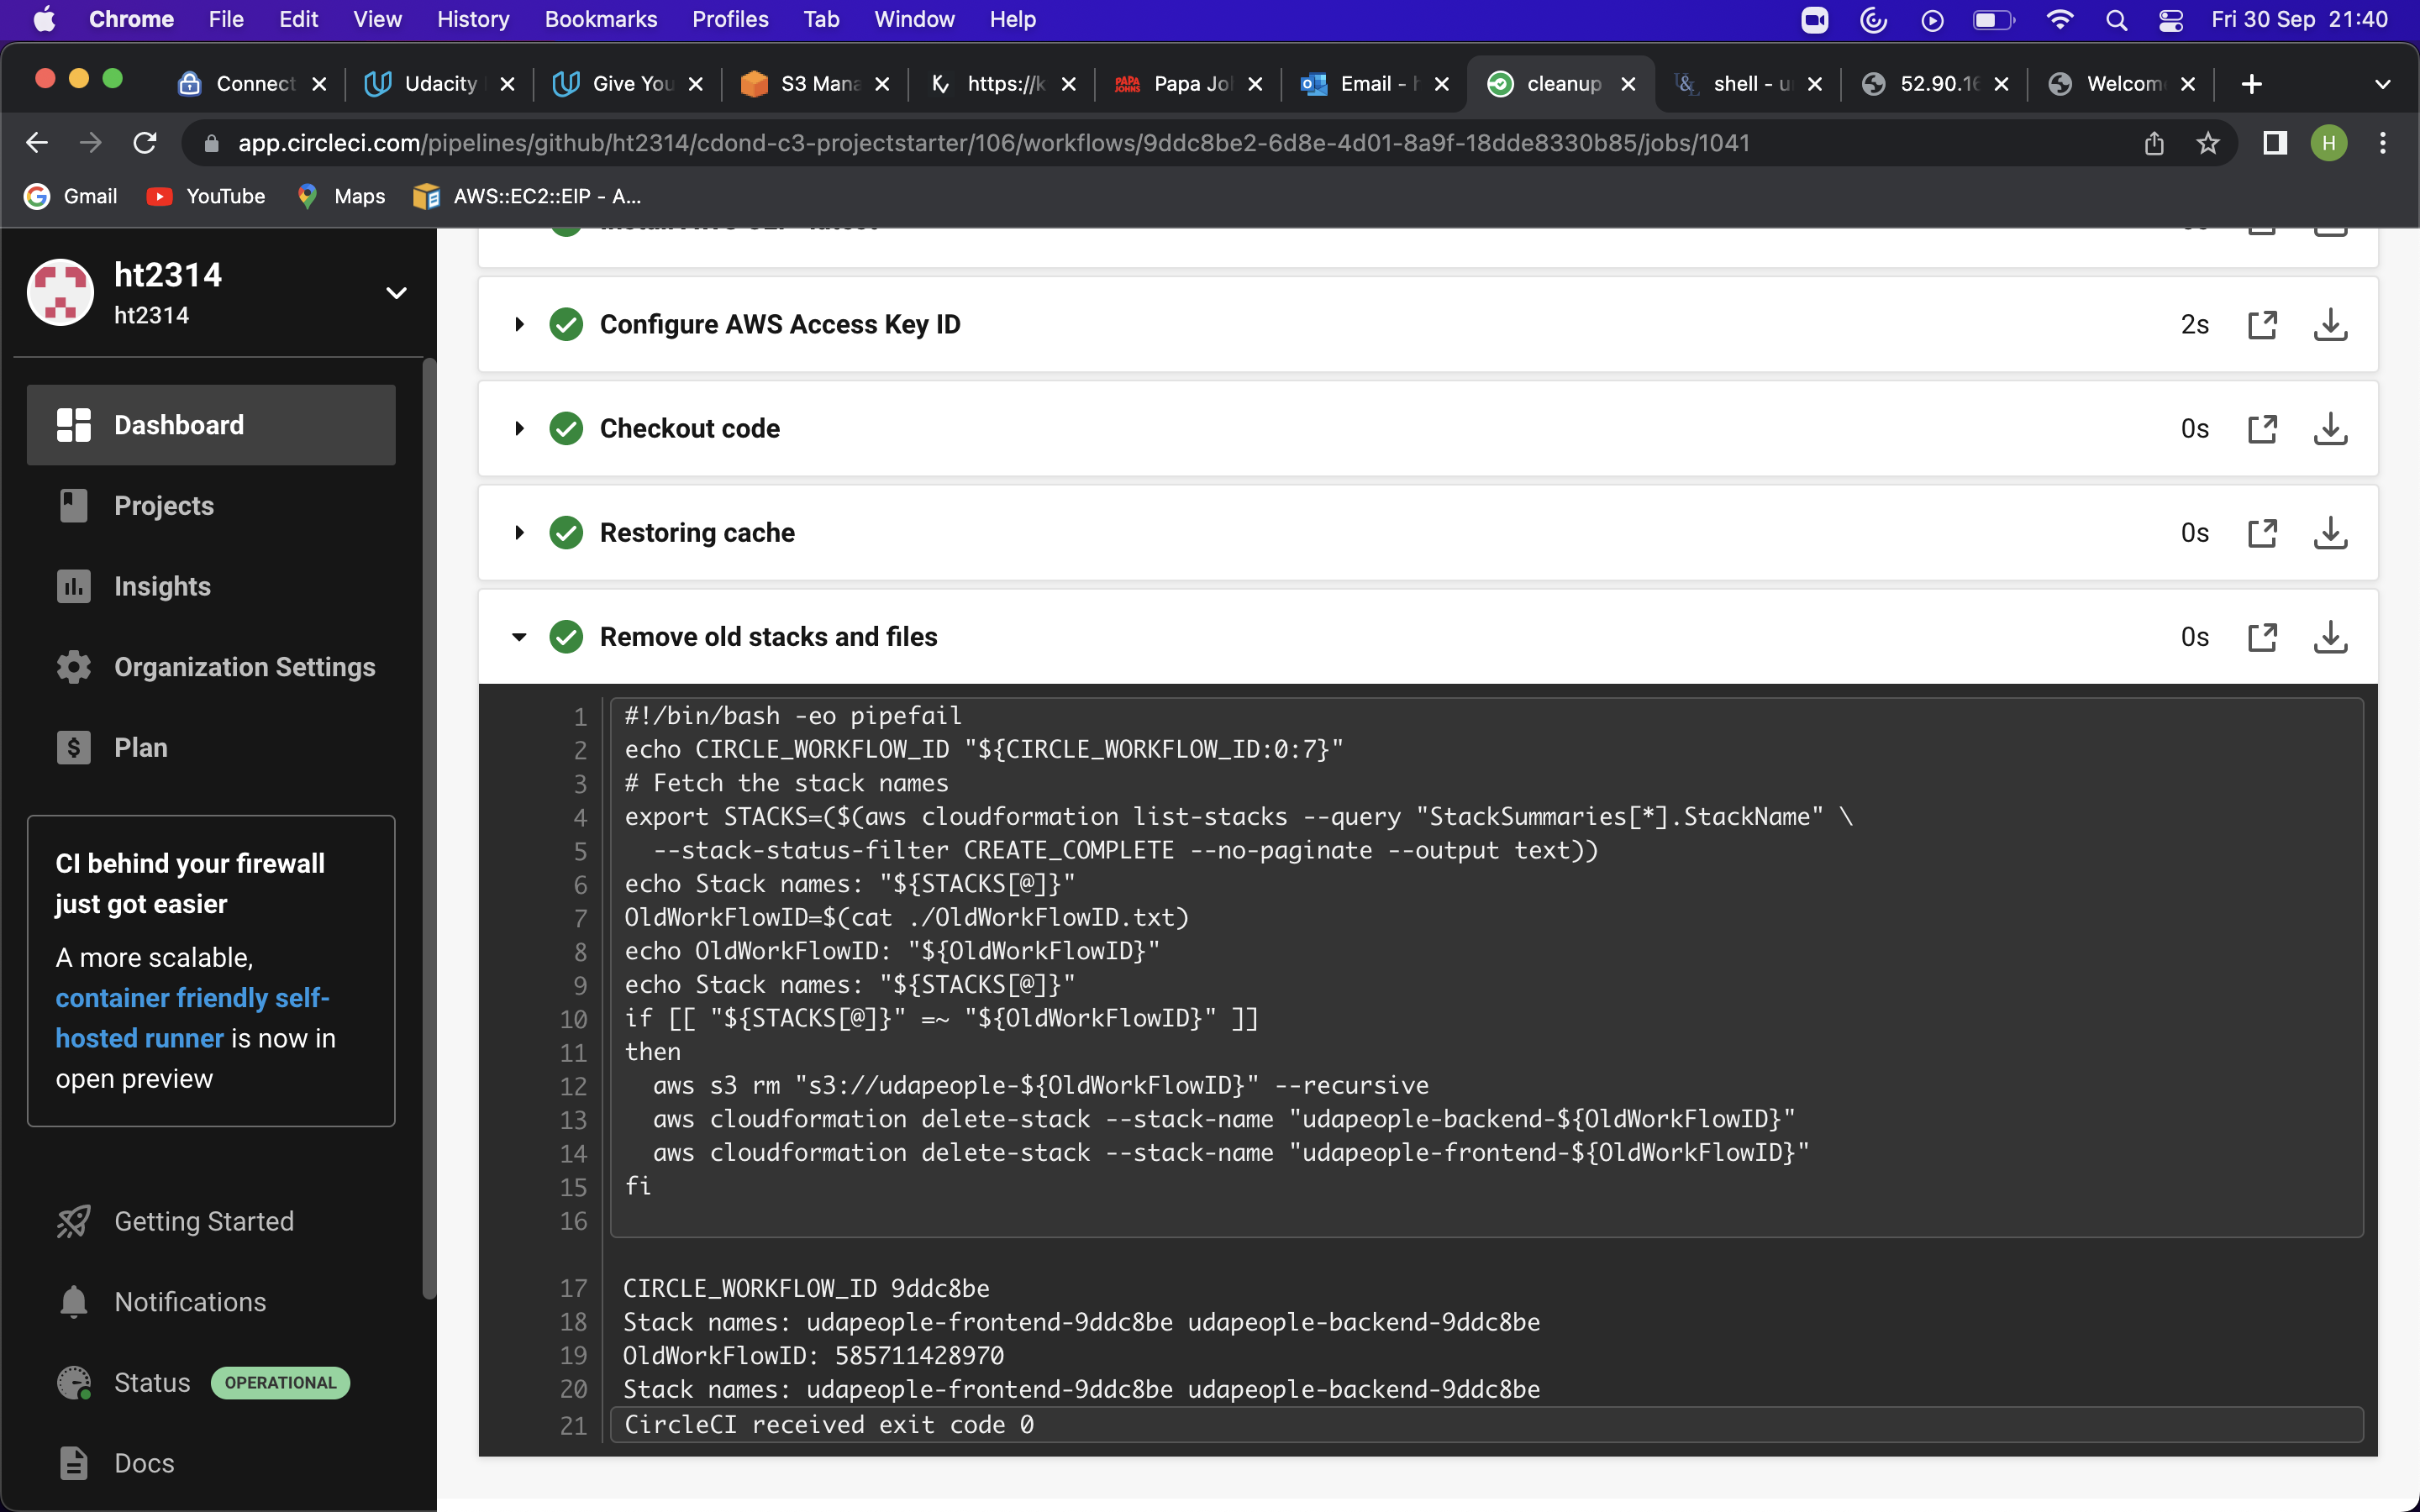 Chrome File Edit View History Bookmarks Profiles Tab Window Help Fri 30 Sep 21:40
Connect Udacity Give You S3 Mana https://k Papa Jo Email - cleanup shell - u 52.90.16 Welcom
app.circleci.com/pipelines/github/ht2314/cdond-c3-projectstarter/106/workflows/9ddc8be2-6d8e-4d01-8a9f-18dde8330b85/jobs/1041
H
Gmail YouTube Maps AWS::EC2::EIP - A...
ht2314
ht2314
Dashboard
Projects
Insights
Organization Settings
Plan
CI behind your firewall
just got easier
A more scalable,
container friendly self-
hosted runner is now in
open preview
Getting Started
Notifications
Status OPERATIONAL
Docs
Configure AWS Access Key ID 2s
Checkout code 0s
Restoring cache 0s
Remove old stacks and files 0s
1 #!/bin/bash -eo pipefail
2 echo CIRCLE_WORKFLOW_ID "${CIRCLE_WORKFLOW_ID:0:7}"
3 # Fetch the stack names
4 export STACKS=($(aws cloudformation list-stacks --query "StackSummaries[*].StackName" \
5 --stack-status-filter CREATE_COMPLETE --no-paginate --output text))
6 echo Stack names: "${STACKS[@]}"
7 OldWorkFlowID=$(cat ./OldWorkFlowID.txt)
8 echo OldWorkFlowID: "${OldWorkFlowID}"
9 echo Stack names: "${STACKS[@]}"
10 if [[ "${STACKS[@]}" =~ "${OldWorkFlowID}" ]]
11 then
12 aws s3 rm "s3://udapeople-${OldWorkFlowID}" --recursive
13 aws cloudformation delete-stack --stack-name "udapeople-backend-${OldWorkFlowID}"
14 aws cloudformation delete-stack --stack-name "udapeople-frontend-${OldWorkFlowID}"
15 fi
16
17 CIRCLE_WORKFLOW_ID 9ddc8be
18 Stack names: udapeople-frontend-9ddc8be udapeople-backend-9ddc8be
19 OldWorkFlowID: 585711428970
20 Stack names: udapeople-frontend-9ddc8be udapeople-backend-9ddc8be
21 CircleCI received exit code 0